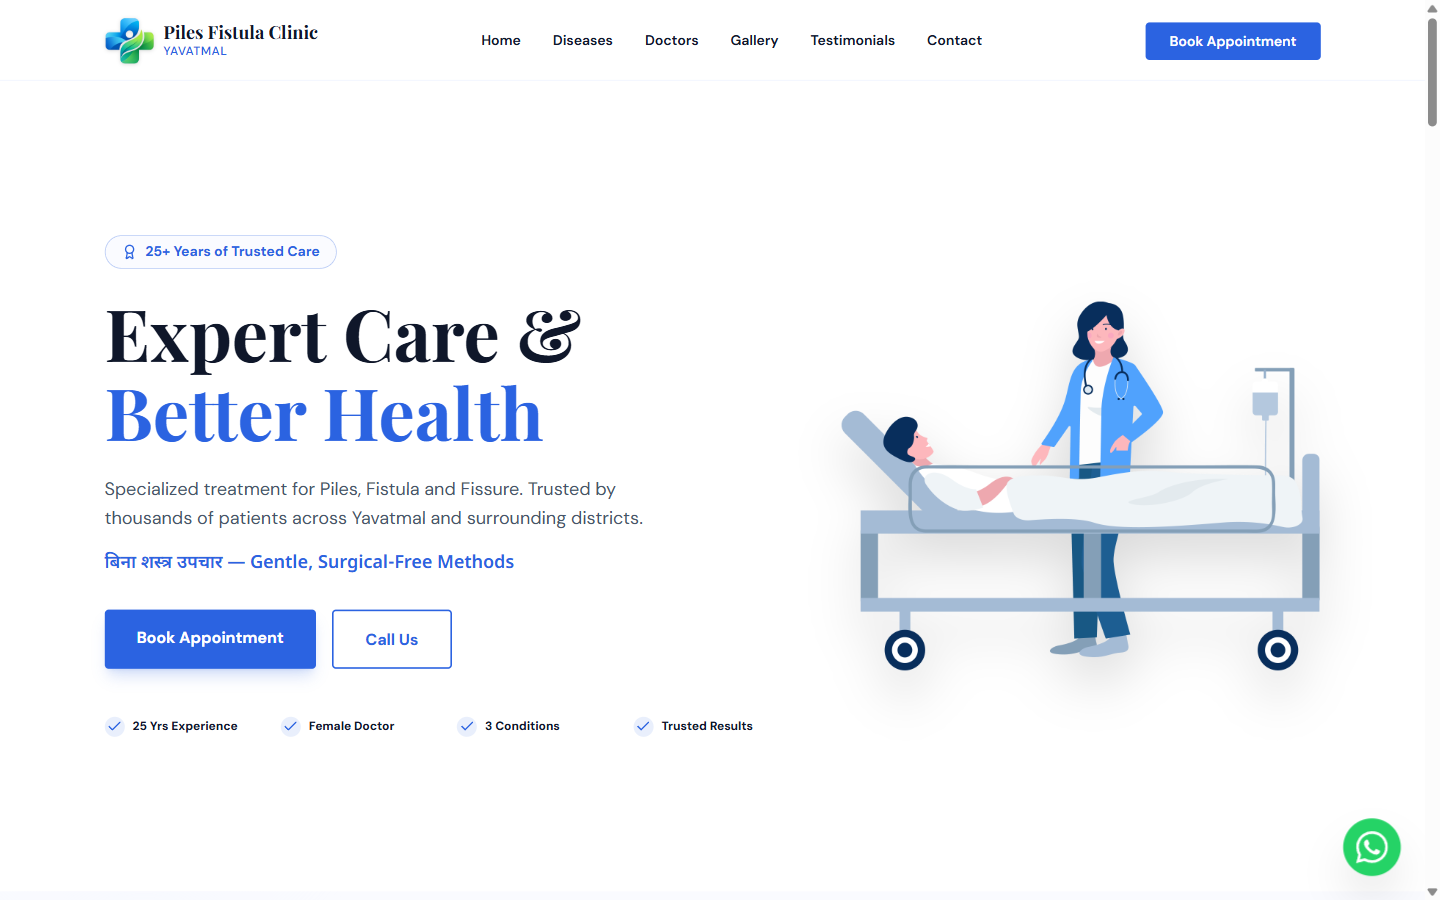 Piles Fistula Clinic
YAVATMAL
Home
Diseases
Doctors
Gallery
Testimonials
Contact
Book Appointment
25+ Years of Trusted Care
Expert Care &
Better Health
Specialized treatment for Piles, Fistula and Fissure. Trusted by
thousands of patients across Yavatmal and surrounding districts.
बिना शस्त्र उपचार — Gentle, Surgical-Free Methods
Book Appointment
Call Us
25 Yrs Experience
Female Doctor
3 Conditions
Trusted Results